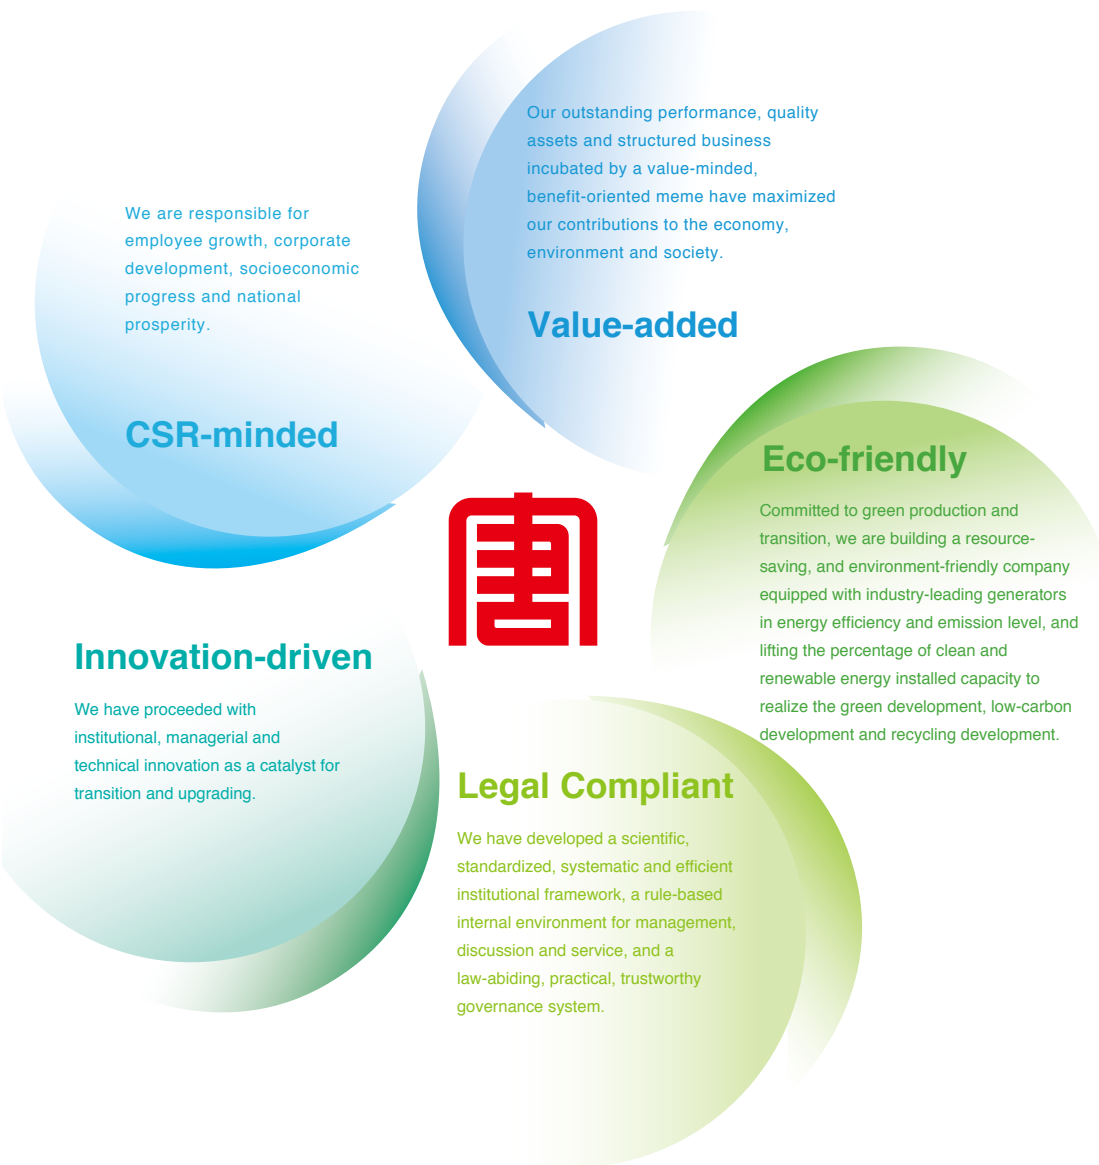 Our outstanding performance, quality
assets and structured business
incubated by a value-minded,
benefit-oriented meme have maximized
our contributions to the economy,
environment and society.
Value-added
We are responsible for
employee growth, corporate
development, socioeconomic
progress and national
prosperity.
CSR-minded
Eco-friendly
Committed to green production and
transition, we are building a resource-
saving, and environment-friendly company
equipped with industry-leading generators
in energy efficiency and emission level, and
lifting the percentage of clean and
renewable energy installed capacity to
realize the green development, low-carbon
development and recycling development.
唐
Innovation-driven
We have proceeded with
institutional, managerial and
technical innovation as a catalyst for
transition and upgrading.
Legal Compliant
We have developed a scientific,
standardized, systematic and efficient
institutional framework, a rule-based
internal environment for management,
discussion and service, and a
law-abiding, practical, trustworthy
governance system.